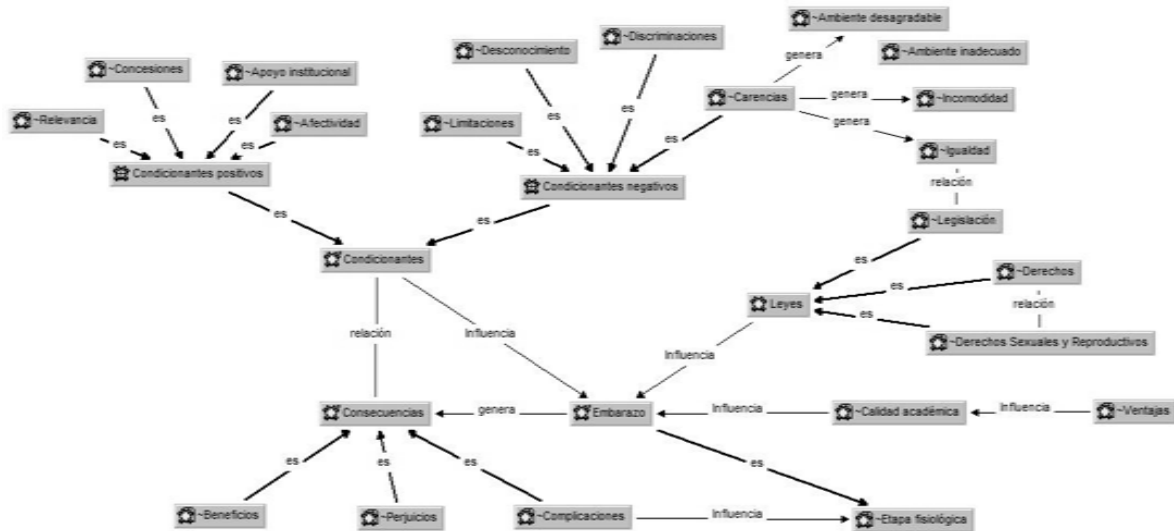 ~Ambiente desagradable
~Discriminaciones
~Desconocimiento
~Ambiente inadecuado
genera
~Concesiones
~Apoyo institucional
~Carencias
genera
~Incomodidad
es
es
es
es
genera
~Relevancia
~Afectividad
~Limitaciones
es
es
es
es
es
~Igualdad
Condicionantes positivos
Condicionantes negativos
relación
es
es
~Legislación
Condicionantes
es
~Derechos
es
Leyes
relación
es
relación
Influencia
~Derechos Sexuales y Reproductivos
Influencia
Consecuencias
genera
Embarazo
Influencia
~Calidad académica
Influencia
~Ventajas
es
es
es
es
~Beneficios
~Perjuicios
~Complicaciones
Influencia
~Etapa fisiológica